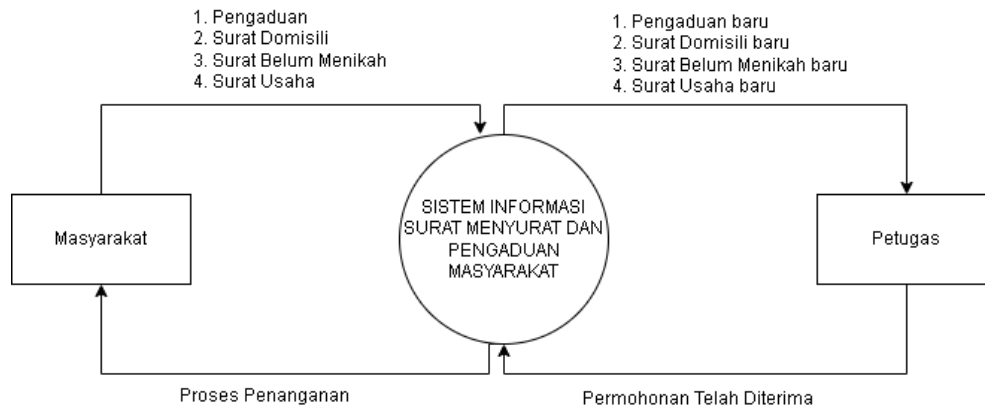 1. Pengaduan
2. Surat Domisili
3. Surat Belum Menikah
4. Surat Usaha
1. Pengaduan baru
2. Surat Domisili baru
3. Surat Belum Menikah baru
4. Surat Usaha baru
Masyarakat
SISTEM INFORMASI
SURAT MENYURAT DAN
PENGADUAN
MASYARAKAT
Petugas
Proses Penanganan
Permohonan Telah Diterima